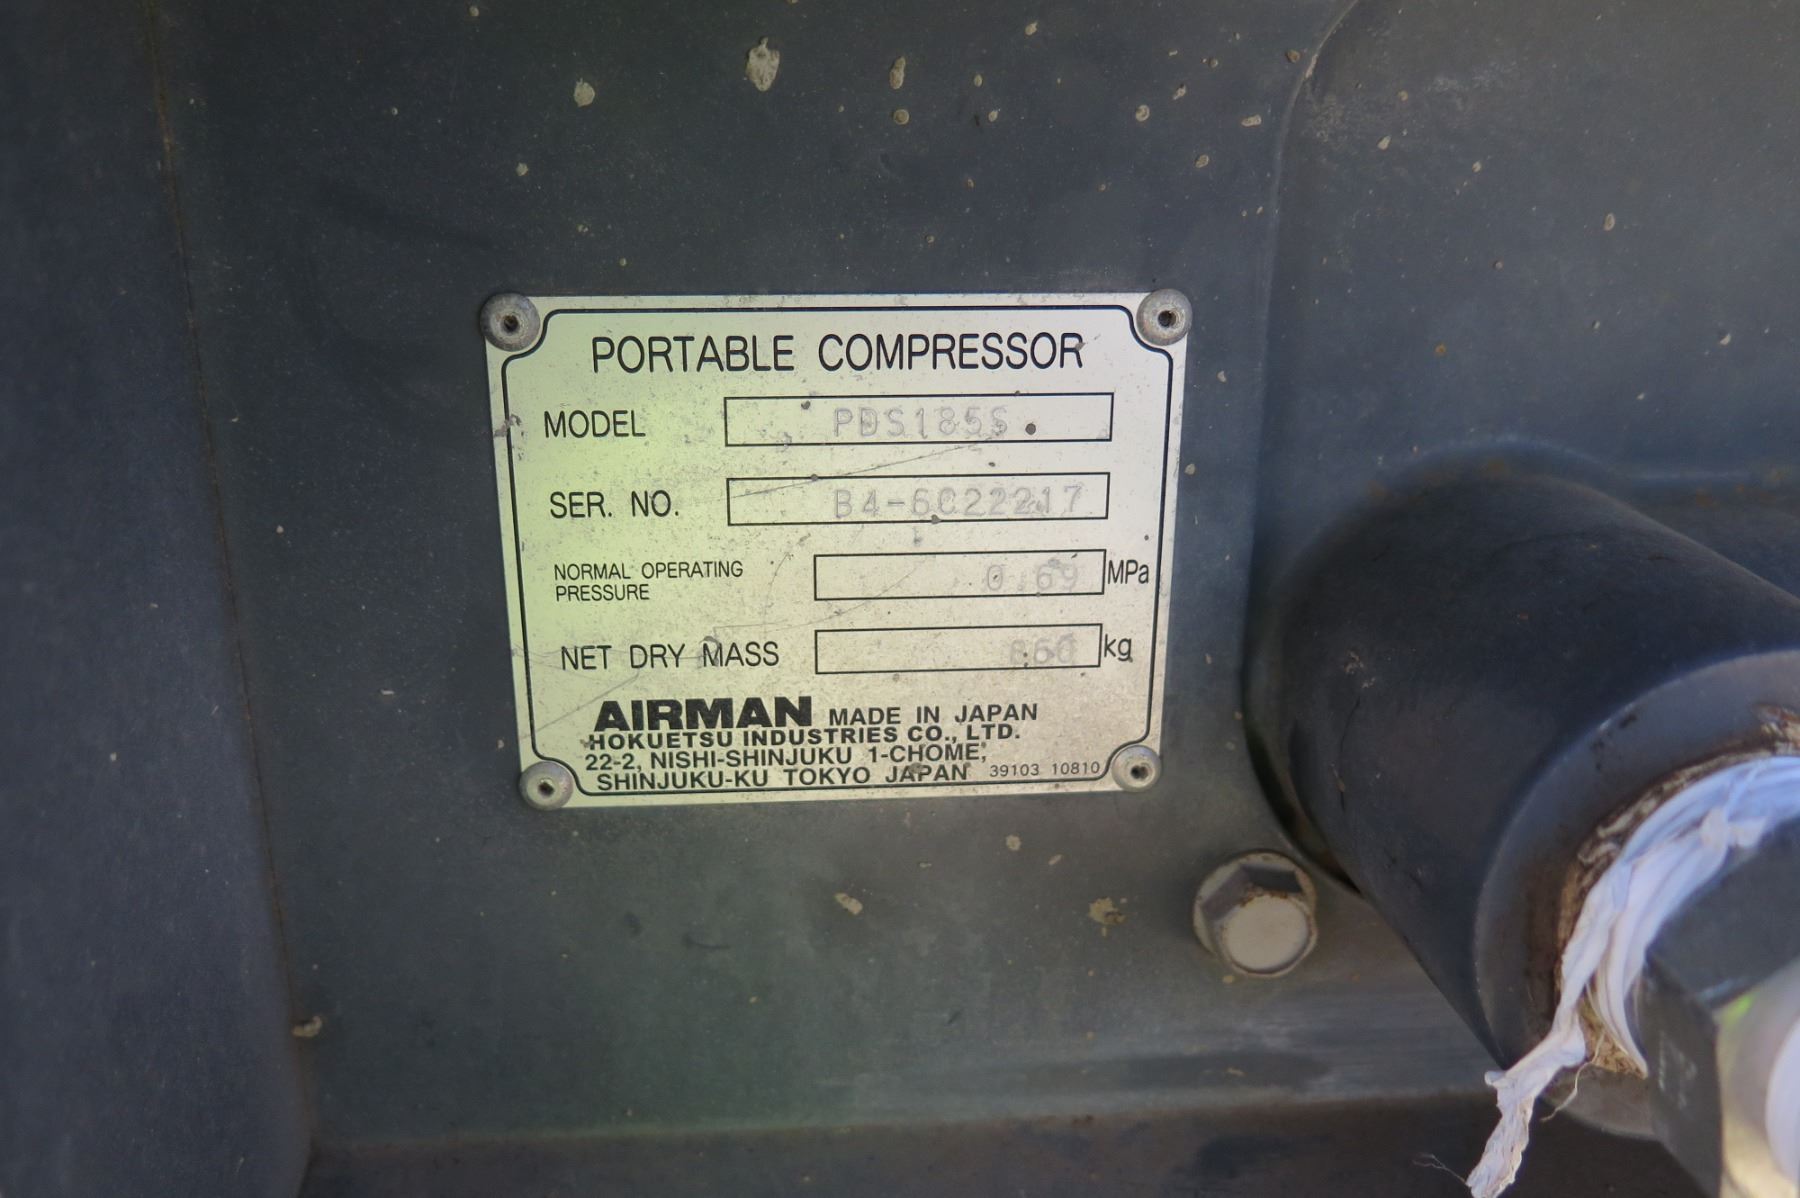 PORTABLE COMPRESSOR
MODEL PDS185S
SER. NO. B4-6C22217
NORMAL OPERATING PRESSURE 0.69 MPa
NET DRY MASS kg
AIRMAN MADE IN JAPAN
HOKUETSU INDUSTRIES CO., LTD.
22-2, NISHI-SHINJUKU 1-CHOME,
SHINJUKU-KU TOKYO JAPAN 39103 10810